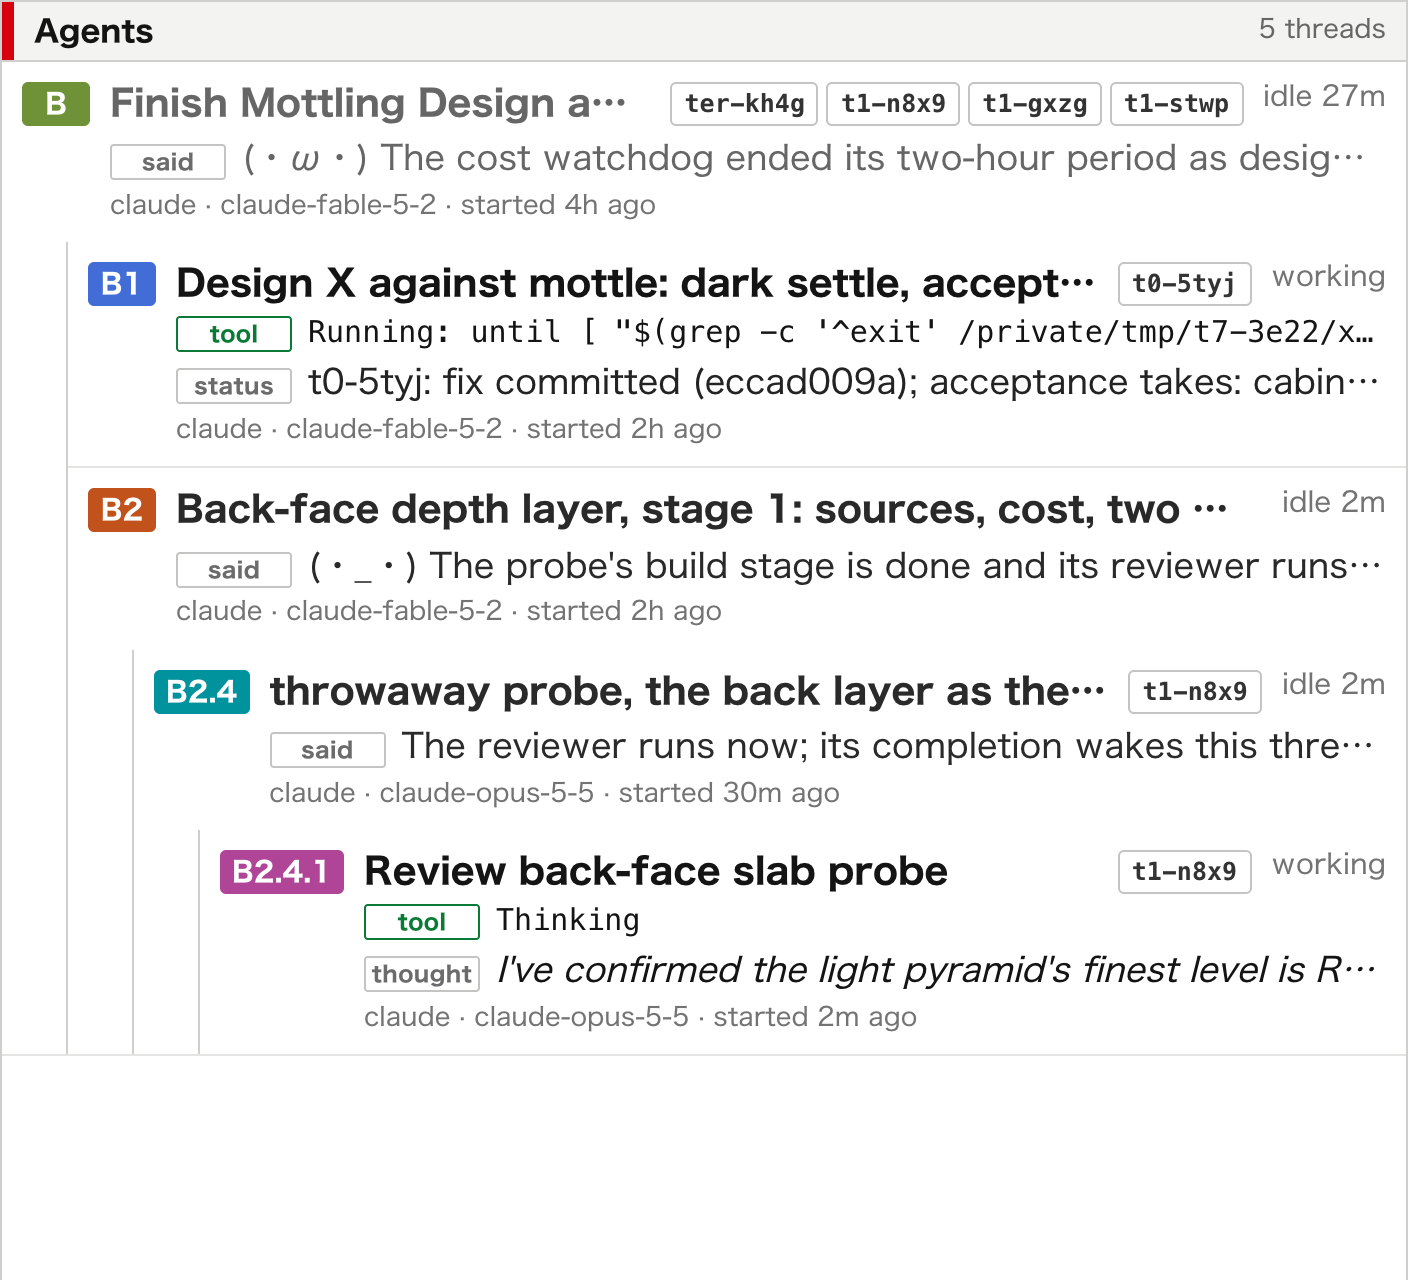 Agents 5 threads
B Finish Mottling Design a··· ter-kh4g t1-n8x9 t1-gxzg t1-stwp idle 27m
said (・ω・) The cost watchdog ended its two-hour period as desig···
claude · claude-fable-5-2 · started 4h ago
B1 Design X against mottle: dark settle, accept··· t0-5tyj working
tool Running: until [ "$(grep -c '^exit' /private/tmp/t7-3e22/x…
status t0-5tyj: fix committed (eccad009a); acceptance takes: cabin···
claude · claude-fable-5-2 · started 2h ago
B2 Back-face depth layer, stage 1: sources, cost, two ··· idle 2m
said (・_・) The probe's build stage is done and its reviewer runs···
claude · claude-fable-5-2 · started 2h ago
B2.4 throwaway probe, the back layer as the··· t1-n8x9 idle 2m
said The reviewer runs now; its completion wakes this thre···
claude · claude-opus-5-5 · started 30m ago
B2.4.1 Review back-face slab probe t1-n8x9 working
tool Thinking
thought I've confirmed the light pyramid's finest level is R···
claude · claude-opus-5-5 · started 2m ago